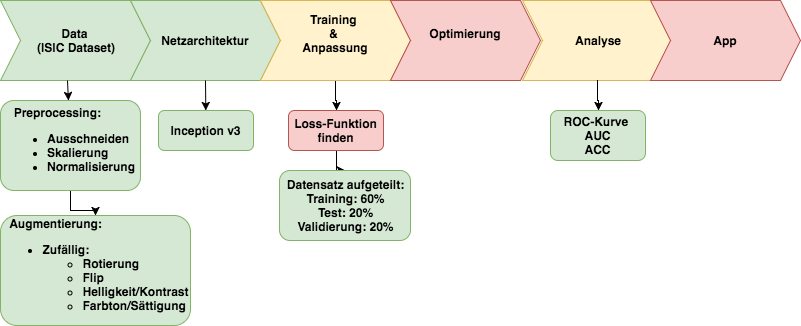 Data
(ISIC Dataset)
Netzarchitektur
Training
&
Anpassung
Optimierung
Analyse
App
Preprocessing:
Ausschneiden
Skalierung
Normalisierung
Augmentierung:
Zufällig:
Rotierung
Flip
Helligkeit/Kontrast
Farbton/Sättigung
Inception v3
Loss-Funktion
finden
Datensatz aufgeteilt:
Training: 60%
Test: 20%
Validierung: 20%
ROC-Kurve
AUC
ACC